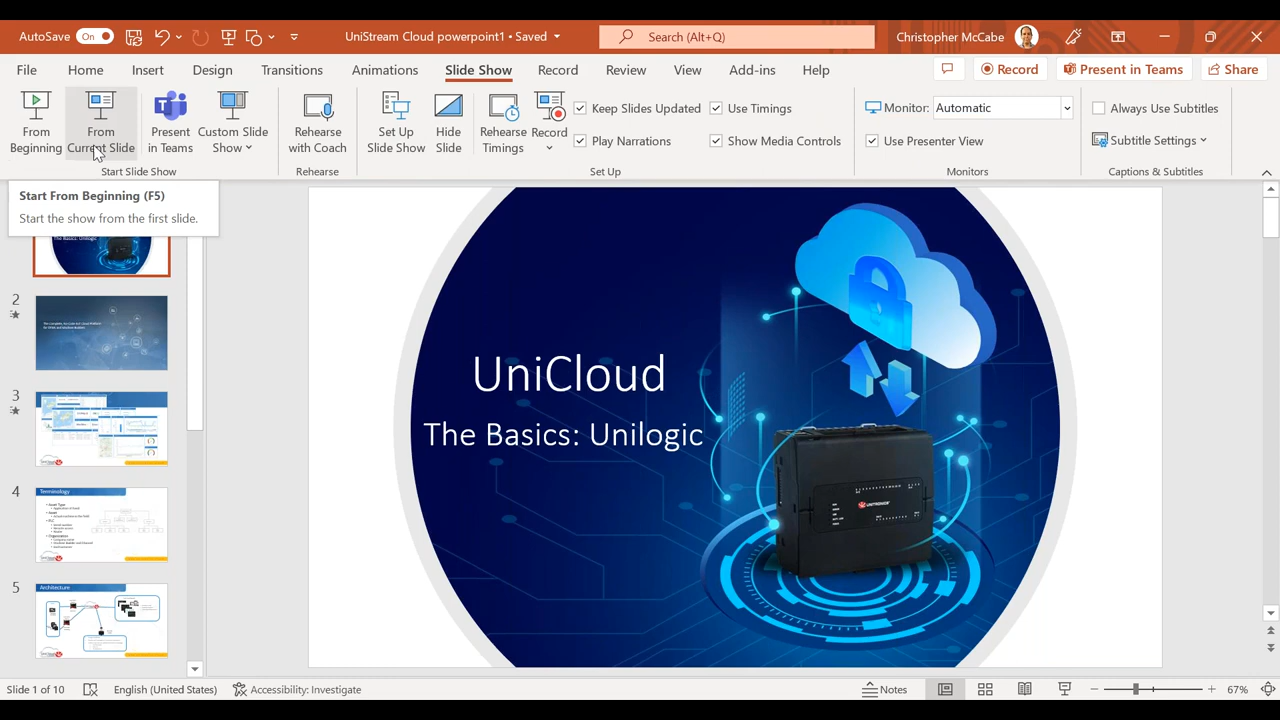 AutoSave On UniStream Cloud powerpoint1 • Saved Search (Alt+Q) Christopher McCabe
File Home Insert Design Transitions Animations Slide Show Record Review View Add-ins Help Record Present in Teams Share
From Beginning
From Current Slide
Present in Teams
Custom Slide Show
Rehearse with Coach
Set Up Slide Show
Hide Slide
Rehearse Timings
Record
Keep Slides Updated
Use Timings
Play Narrations
Show Media Controls
Monitor: Automatic
Use Presenter View
Always Use Subtitles
Subtitle Settings
Start Slide Show Rehearse Set Up Monitors Captions & Subtitles
Start From Beginning (F5)
Start the show from the first slide.
2
3
4
Terminology
5
Architecture
UniCloud
The Basics: Unilogic
UNITRONICS
Slide 1 of 10 English (United States) Accessibility: Investigate Notes 67%